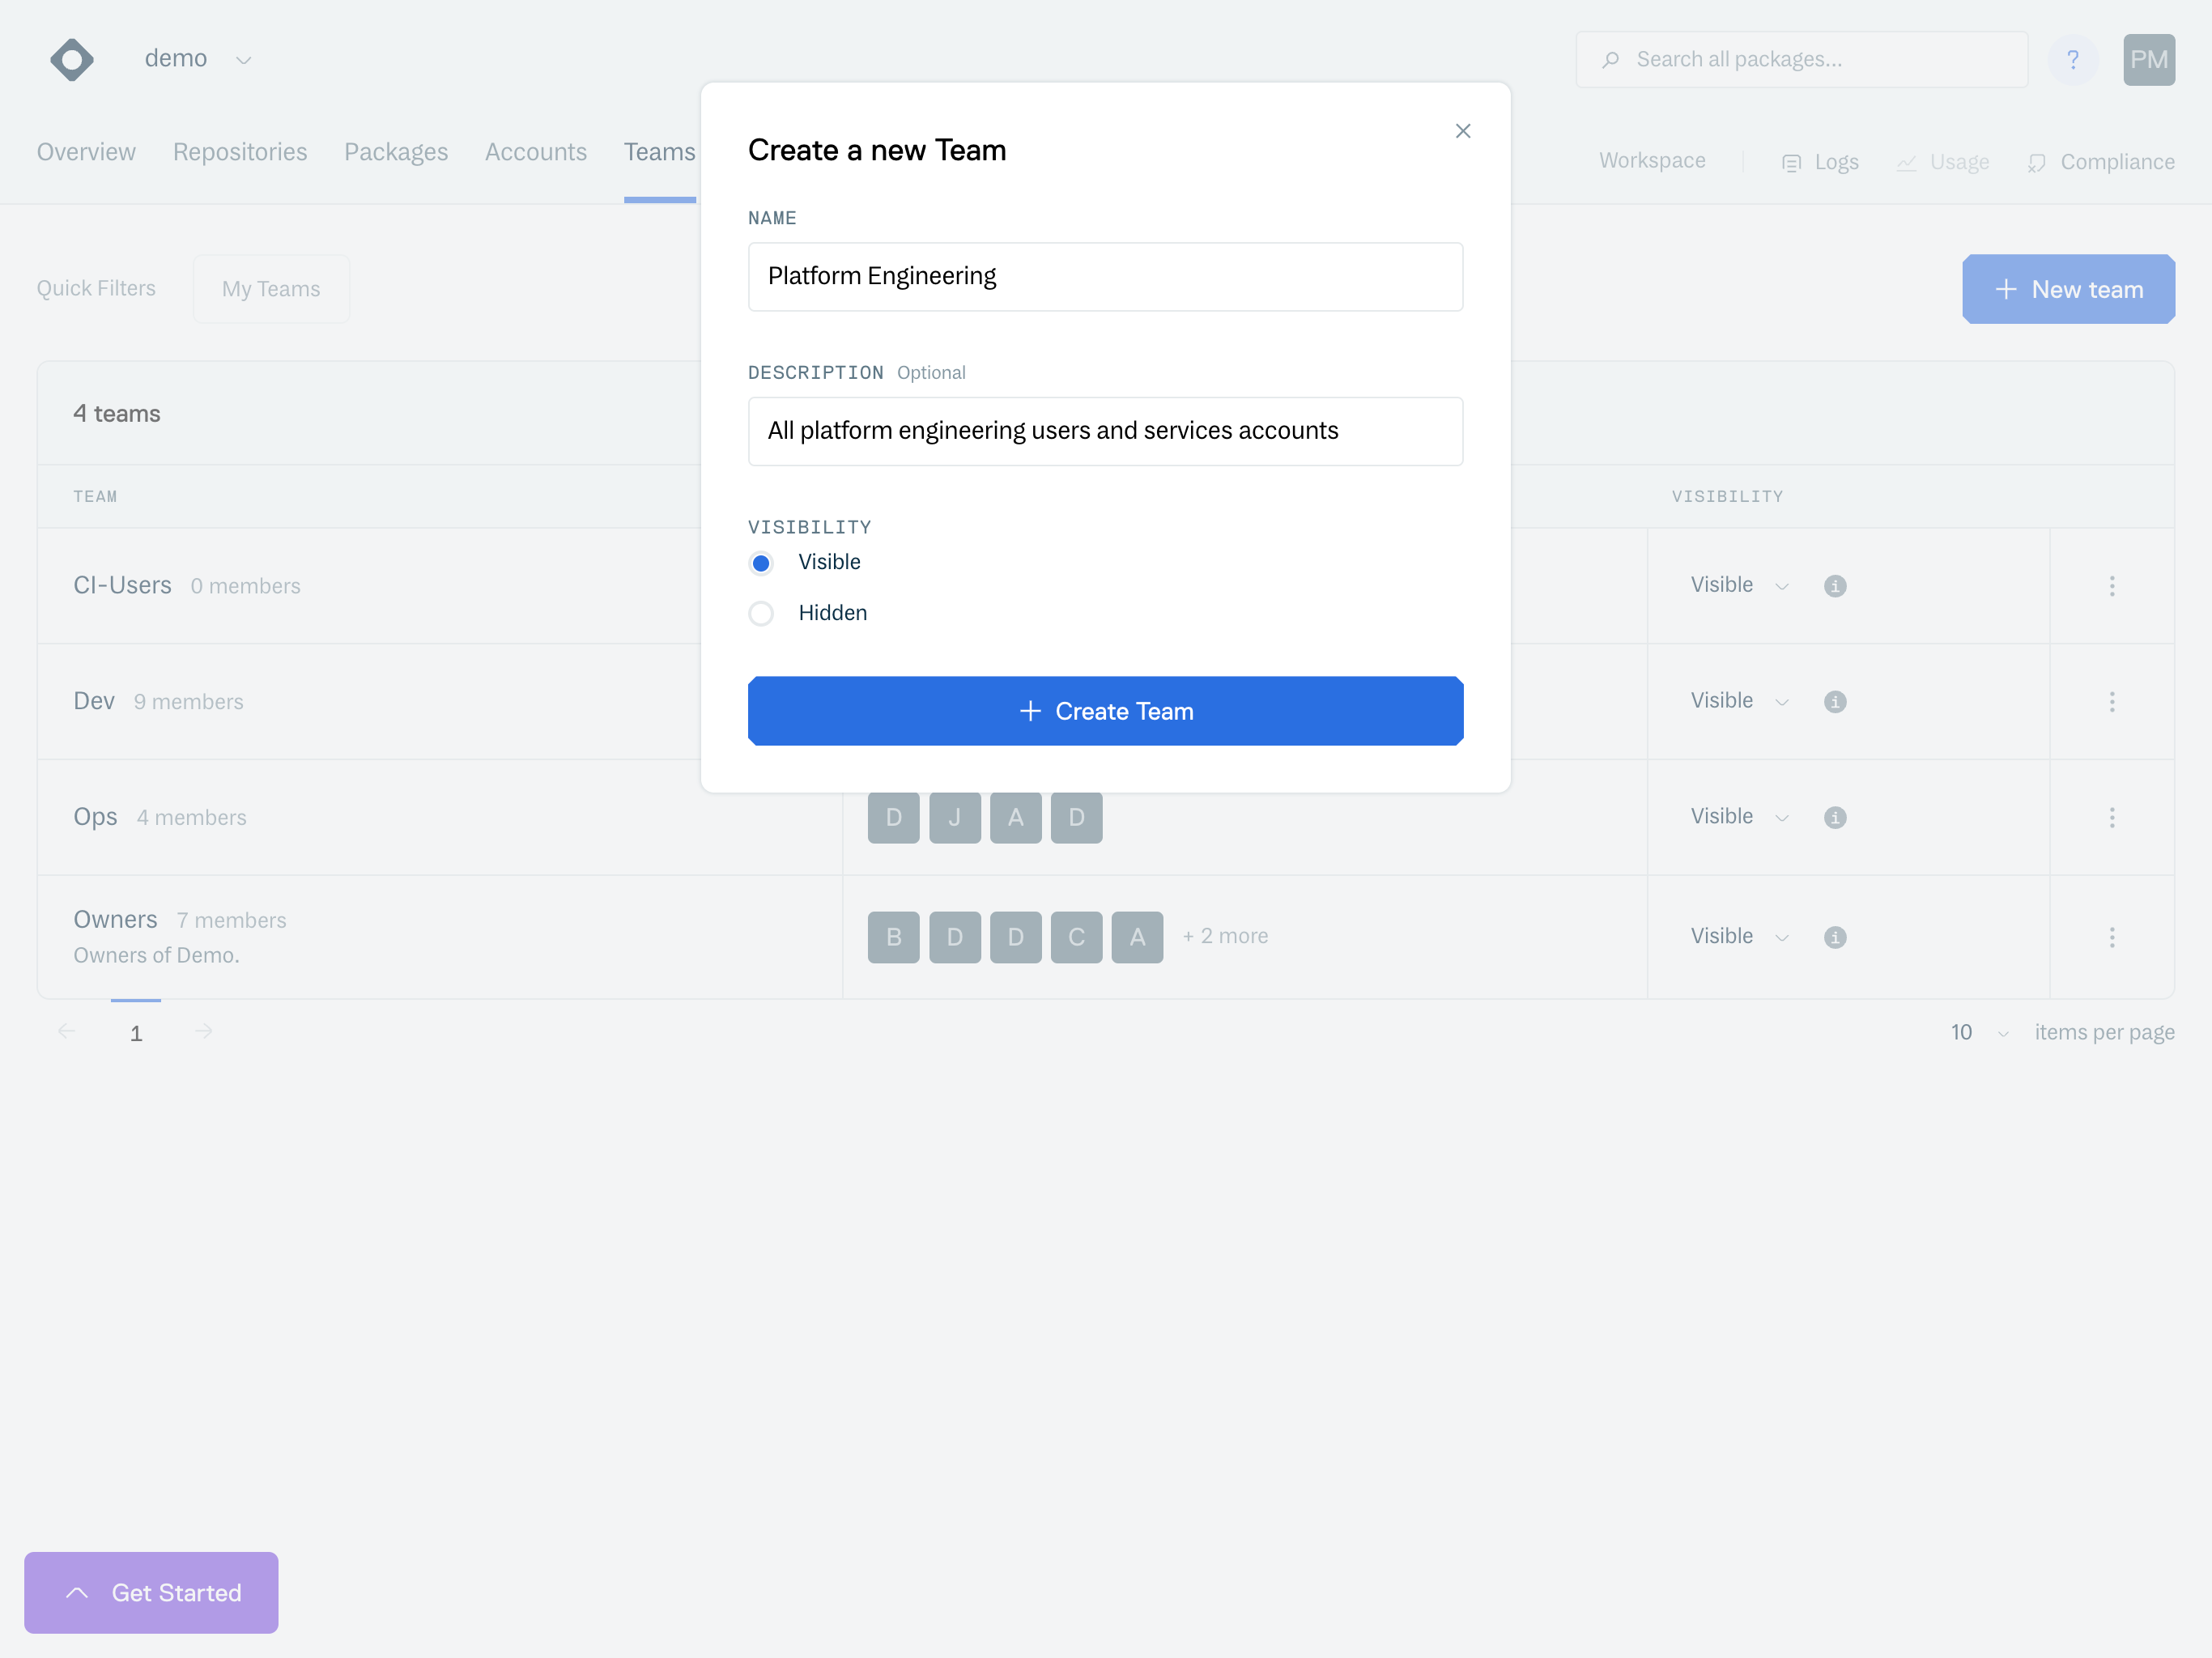 demo
Search all packages...
?
PM
Overview Repositories Packages Accounts Teams
Workspace Logs Usage Compliance
Create a new Team
NAME
Platform Engineering
DESCRIPTION Optional
All platform engineering users and services accounts
VISIBILITY
Visible
Hidden
+ Create Team
Quick Filters My Teams
+ New team
4 teams
TEAM VISIBILITY
CI-Users 0 members Visible i
Dev 9 members Visible i
Ops 4 members D J A D Visible i
Owners 7 members B D D C A + 2 more Visible i
Owners of Demo.
1
10 items per page
Get Started